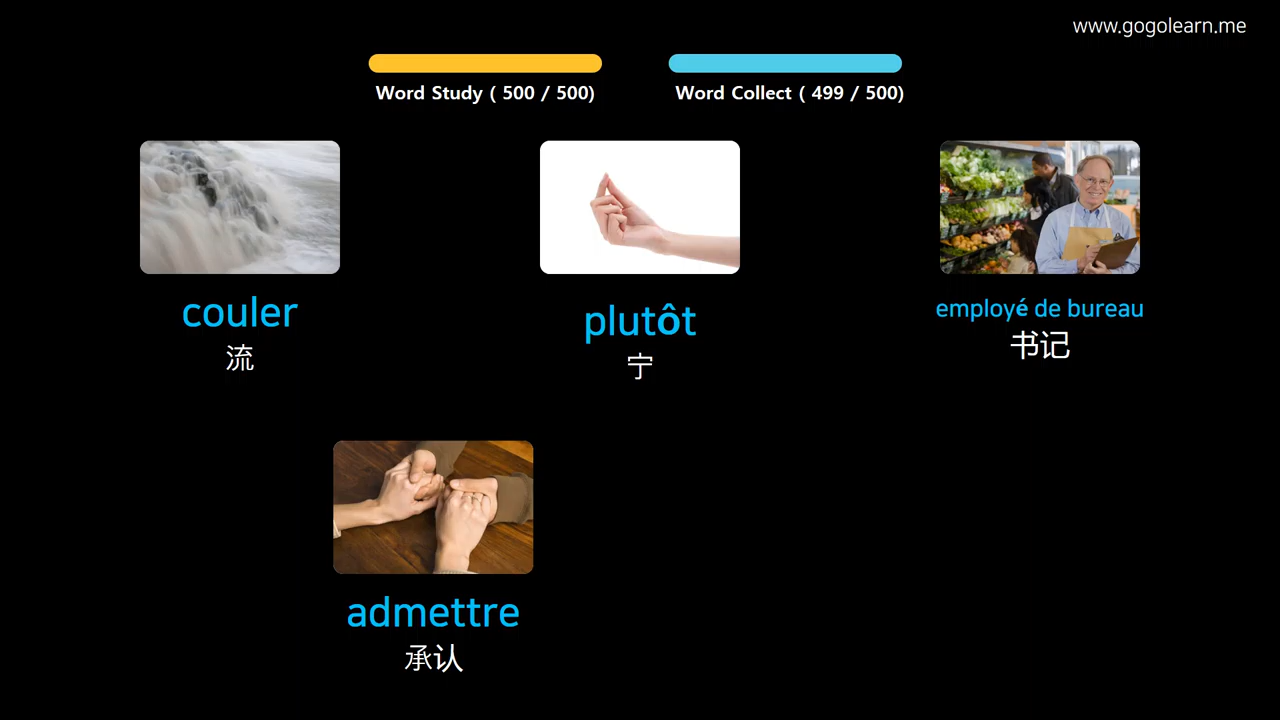 www.gogolearn.me
Word Study ( 500 / 500)
Word Collect ( 499 / 500)
couler
流
plutôt
宁
employé de bureau
书记
admettre
承认